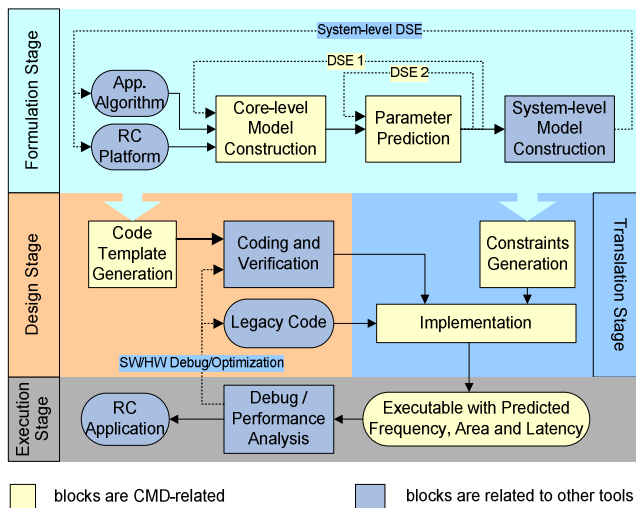 System-level DSE
DSE 1
DSE 2
Formulation Stage
App.
Algorithm
RC
Platform
Core-level
Model
Construction
Parameter
Prediction
System-level
Model
Construction
Design Stage
Code
Template
Generation
Coding and
Verification
Legacy Code
SW/HW Debug/Optimization
Constraints
Generation
Implementation
Translation Stage
Execution
Stage
RC
Application
Debug /
Performance
Analysis
Executable with Predicted
Frequency, Area and Latency
blocks are CMD-related
blocks are related to other tools